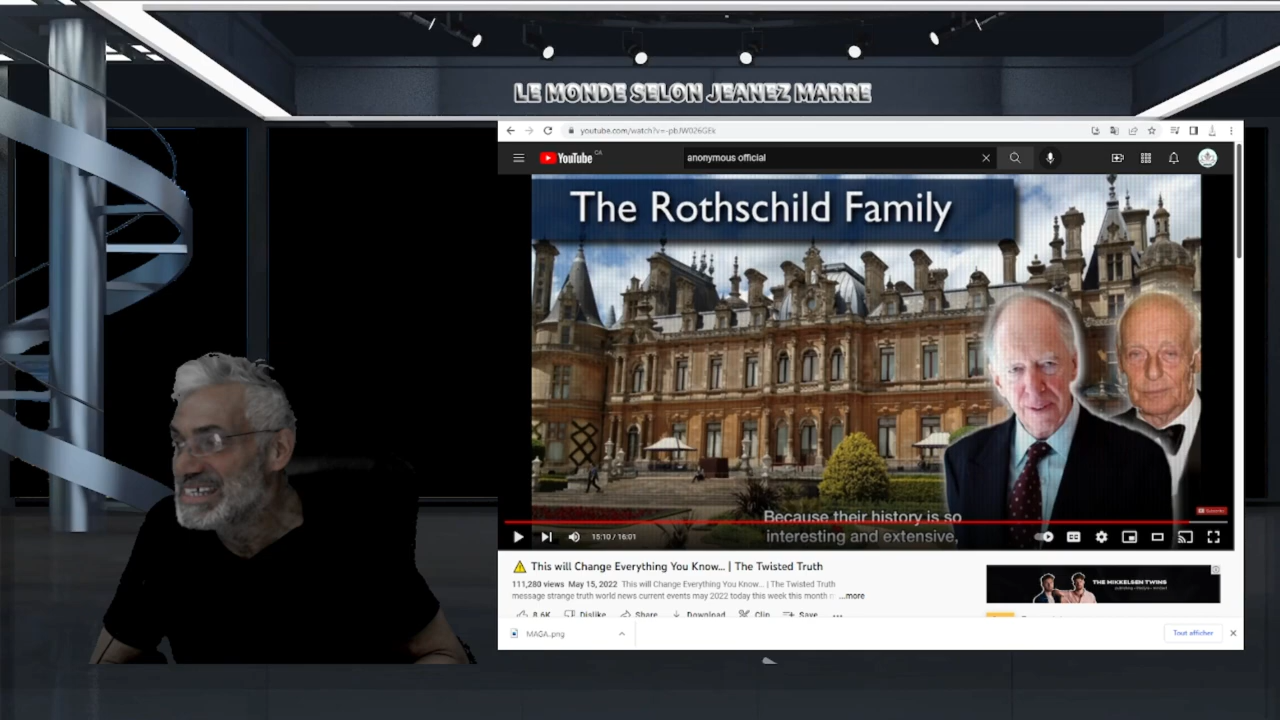 LE MONDE SELON JEANEZ MARRE
YouTube CA
anonymous official
The Rothschild Family
Because their history is so
interesting and extensive,
Subscribe
15:10 / 16:01
⚠ This will Change Everything You Know... | The Twisted Truth
111,280 views May 15, 2022 This will Change Everything You Know... | The Twisted Truth
message strange truth world news current events may 2022 today this week this month n ...more
8.6K Dislike Share Download Clip Save ...
THE MIKKELSEN TWINS
MAGA.png
Tout afficher